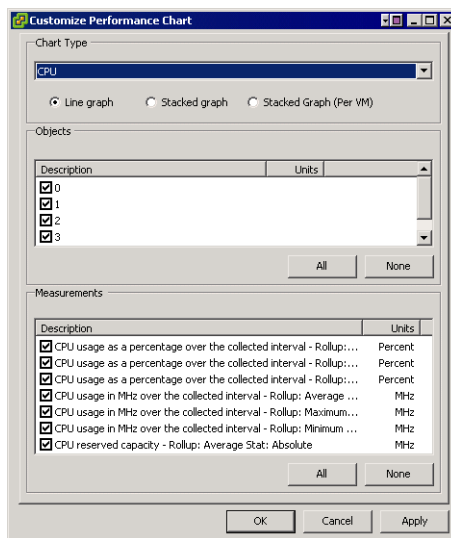 Customize Performance Chart
Chart Type
CPU
Line graph Stacked graph Stacked Graph (Per VM)
Objects
Description Units
0
1
2
3
All None
Measurements
Description Units
CPU usage as a percentage over the collected interval - Rollup:... Percent
CPU usage as a percentage over the collected interval - Rollup:... Percent
CPU usage as a percentage over the collected interval - Rollup:... Percent
CPU usage in MHz over the collected interval - Rollup: Average ... MHz
CPU usage in MHz over the collected interval - Rollup: Maximum... MHz
CPU usage in MHz over the collected interval - Rollup: Minimum ... MHz
CPU reserved capacity - Rollup: Average Stat: Absolute MHz
All None
OK Cancel Apply